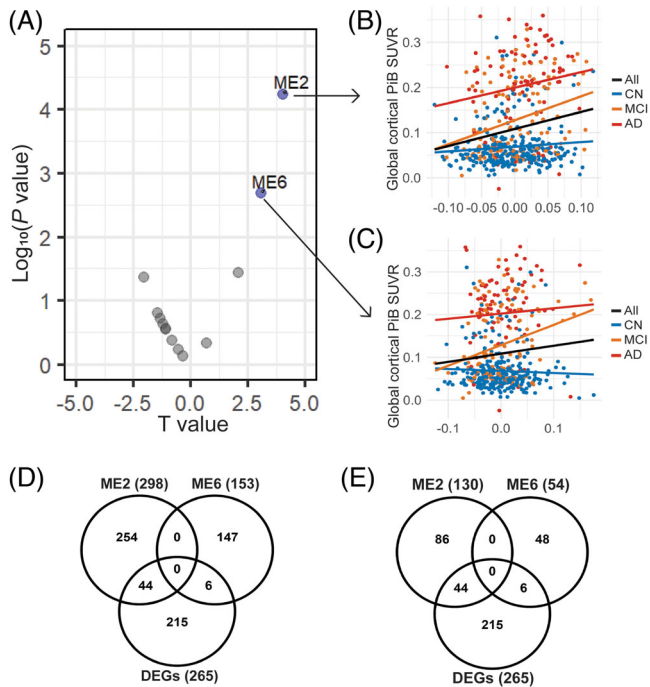 (A)
Log₁₀(P value)
5
4
3
2
1
0
ME2
ME6
-5.0
-2.5
0.0
2.5
5.0
T value
(B)
Global cortical PiB SUVR
0.3
0.2
0.1
0.0
-0.10
-0.05
0.00
0.05
0.10
All
CN
MCI
AD
(C)
Global cortical PiB SUVR
0.3
0.2
0.1
0.0
-0.1
0.0
0.1
All
CN
MCI
AD
(D)
ME2 (298) ME6 (153)
254 0 147
0
44 6
215
DEGs (265)
(E)
ME2 (130) ME6 (54)
86 0 48
0
44 6
215
DEGs (265)